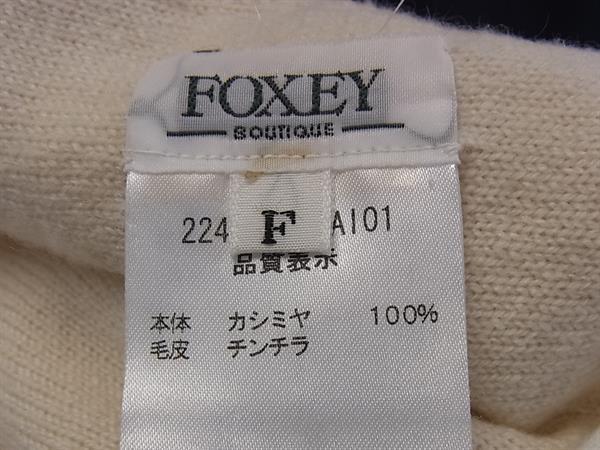 FOXEY
BOUTIQUE
224 F AI01
品質表示
本体 カシミヤ 100%
毛皮 チンチラ